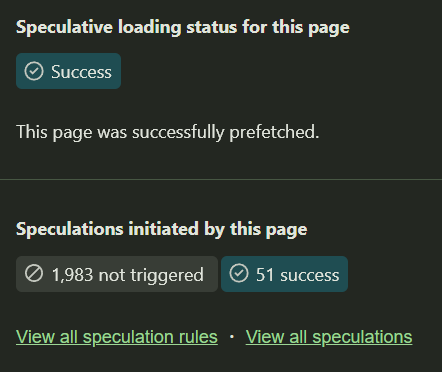 Speculative loading status for this page
Success
This page was successfully prefetched.
Speculations initiated by this page
1,983 not triggered 51 success
View all speculation rules · View all speculations